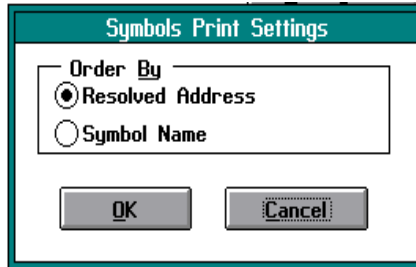 Symbols Print Settings
Order By
Resolved Address
Symbol Name
OK Cancel